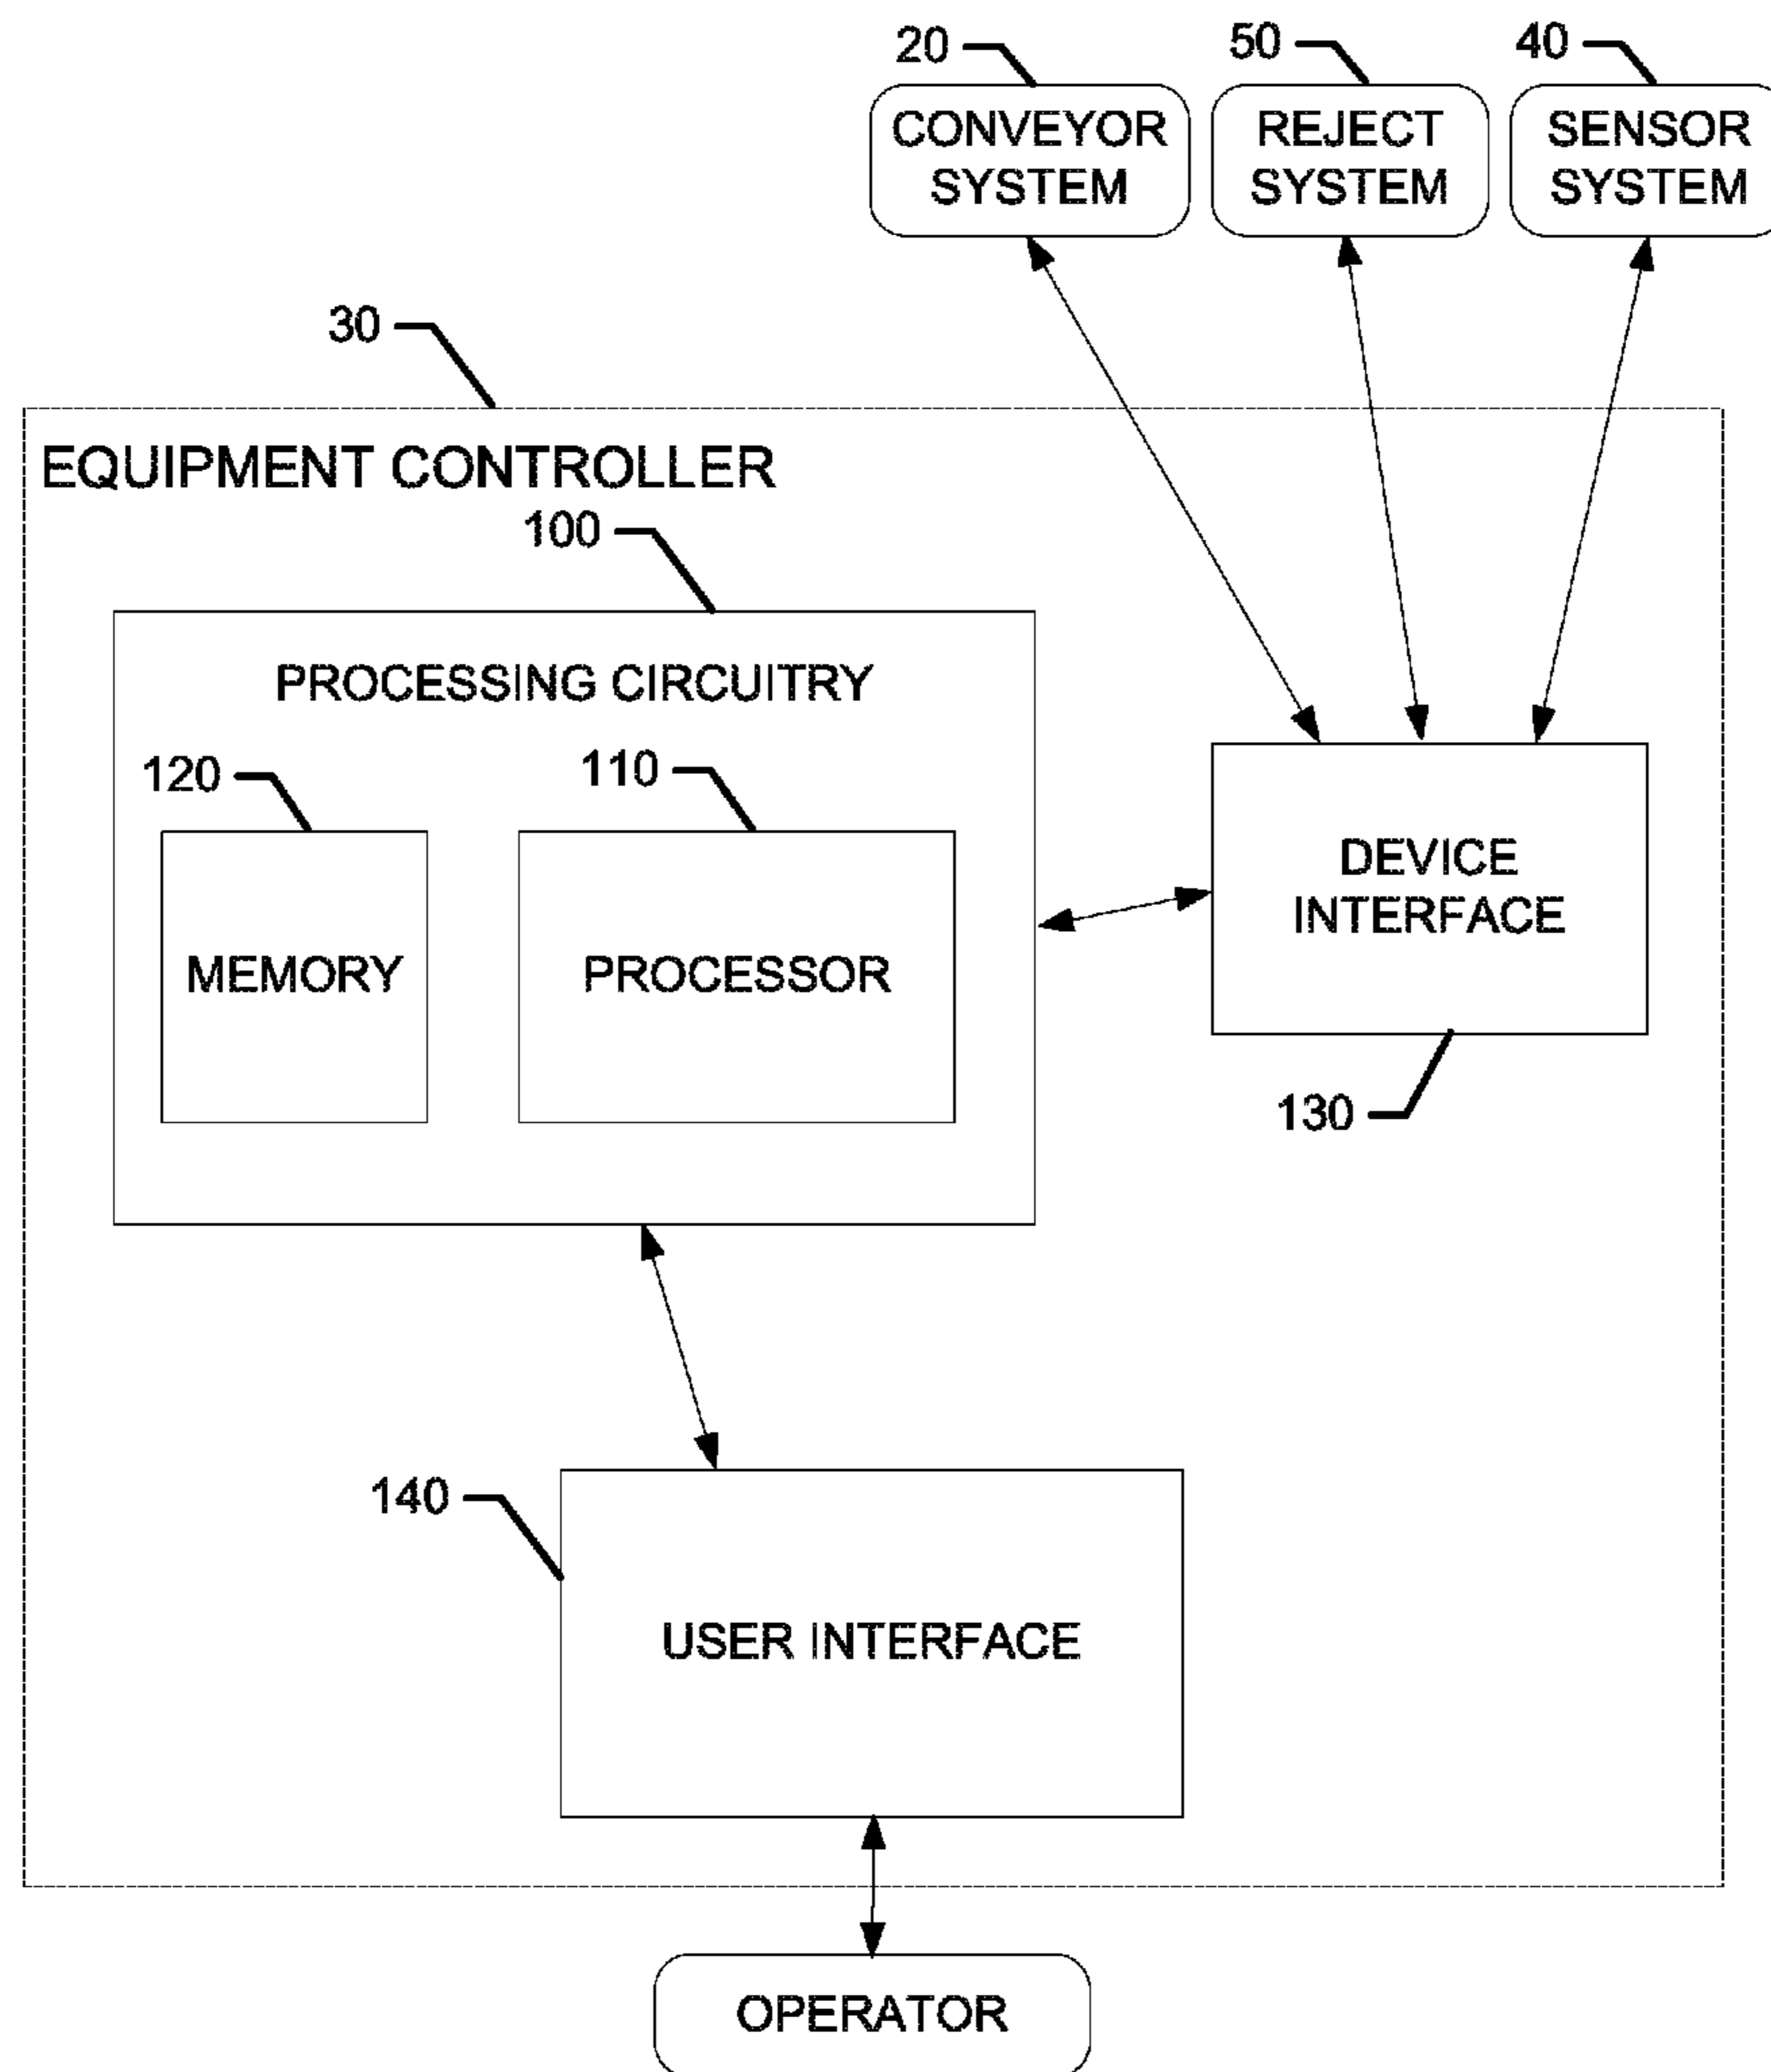 20
50
40
CONVEYOR
SYSTEM
REJECT
SYSTEM
SENSOR
SYSTEM
30
EQUIPMENT CONTROLLER
100
PROCESSING CIRCUITRY
120
110
MEMORY
PROCESSOR
DEVICE
INTERFACE
130
140
USER INTERFACE
OPERATOR